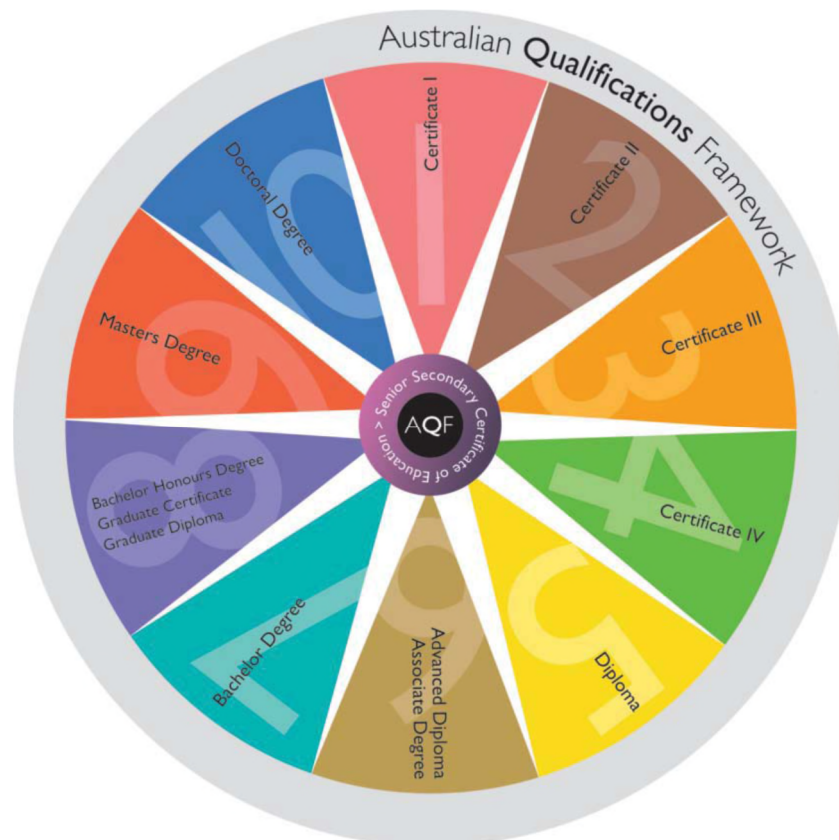 Australian Qualifications Framework
Certificate I
1
Certificate II
2
Certificate III
3
Certificate IV
4
Diploma
5
Advanced Diploma
Associate Degree
6
Bachelor Degree
7
Bachelor Honours Degree
Graduate Certificate
Graduate Diploma
8
Masters Degree
9
Doctoral Degree
10
Senior Secondary Certificate of Education >
AQF